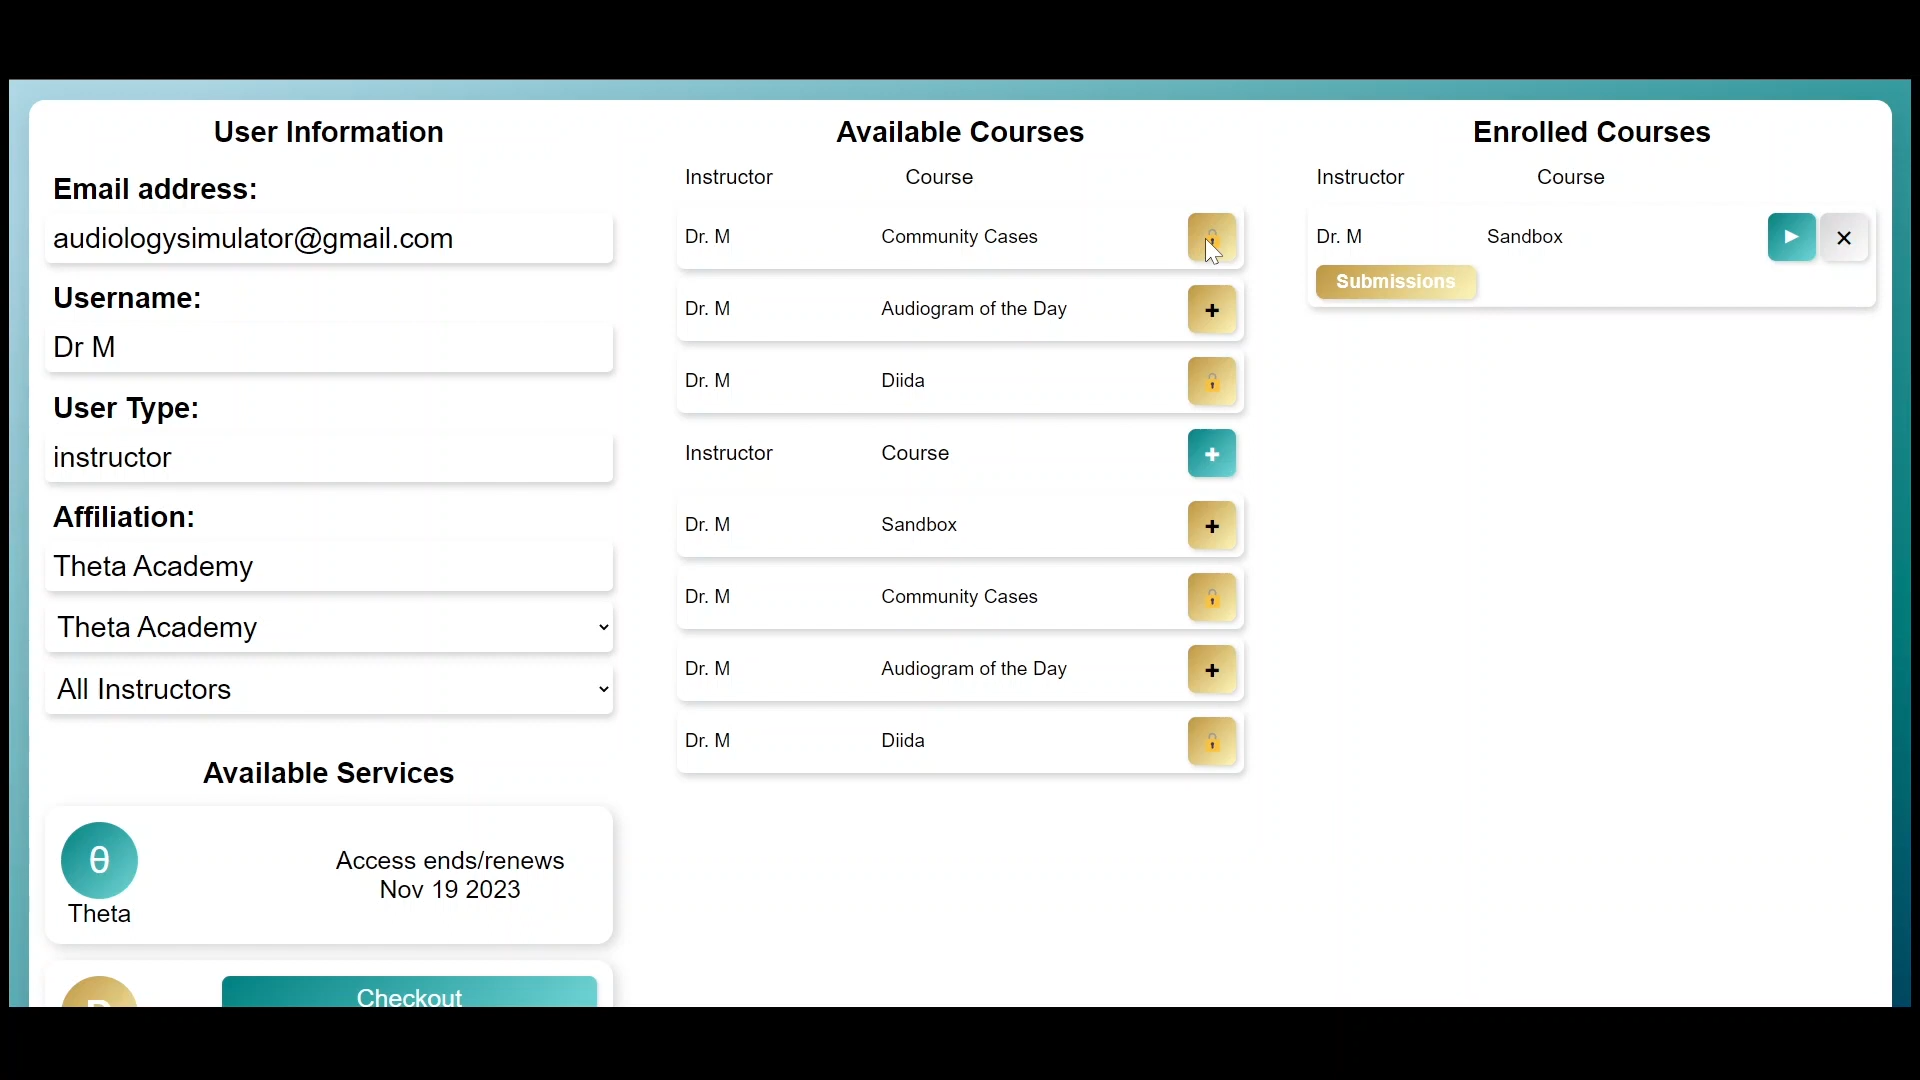 User Information
Email address:
audiologysimulator@gmail.com
Username:
Dr M
User Type:
instructor
Affiliation:
Theta Academy
Theta Academy
All Instructors
Available Services
θ
Theta
Access ends/renews
Nov 19 2023
Checkout
Available Courses
Instructor Course
Dr. M Community Cases
Dr. M Audiogram of the Day
Dr. M Diida
Instructor Course
Dr. M Sandbox
Dr. M Community Cases
Dr. M Audiogram of the Day
Dr. M Diida
Enrolled Courses
Instructor Course
Dr. M Sandbox
Submissions